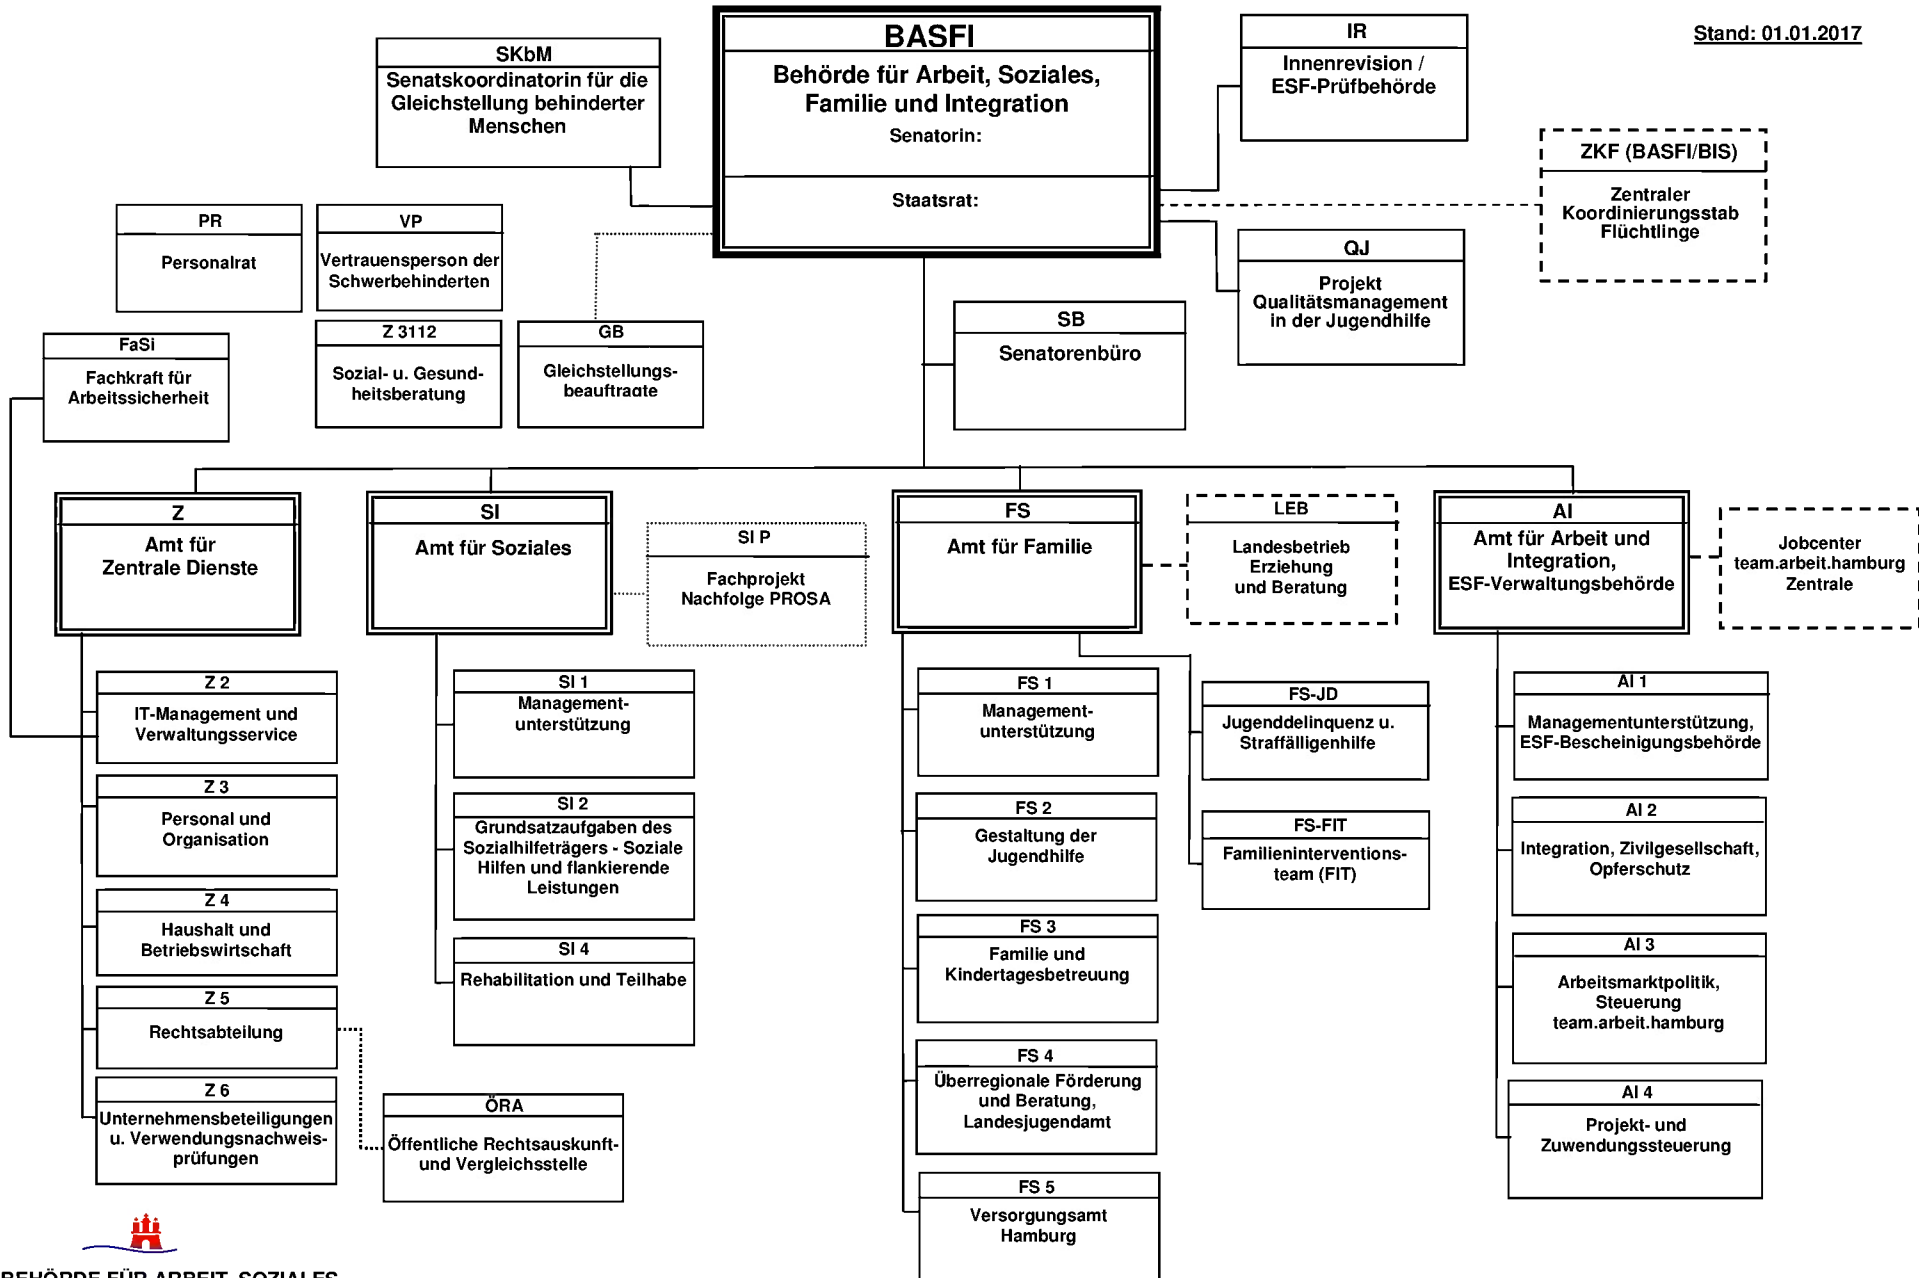 BASFI
Behörde für Arbeit, Soziales,
Familie und Integration
Senatorin:
Staatsrat:
Stand: 01.01.2017
SKbM
Senatskoordinatorin für die
Gleichstellung behinderter
Menschen
IR
Innenrevision /
ESF-Prüfbehörde
ZKF (BASFI/BIS)
Zentraler
Koordinierungsstab
Flüchtlinge
QJ
Projekt
Qualitätsmanagement
in der Jugendhilfe
PR
Personalrat
VP
Vertrauensperson der
Schwerbehinderten
FaSi
Fachkraft für
Arbeitssicherheit
Z 3112
Sozial- u. Gesund-
heitsberatung
GB
Gleichstellungs-
beauftragte
SB
Senatorenbüro
Z
Amt für
Zentrale Dienste
SI
Amt für Soziales
SI P
Fachprojekt
Nachfolge PROSA
FS
Amt für Familie
LEB
Landesbetrieb
Erziehung
und Beratung
AI
Amt für Arbeit und
Integration,
ESF-Verwaltungsbehörde
Jobcenter
team.arbeit.hamburg
Zentrale
Z 2
IT-Management und
Verwaltungsservice
Z 3
Personal und
Organisation
Z 4
Haushalt und
Betriebswirtschaft
Z 5
Rechtsabteilung
Z 6
Unternehmensbeteiligungen
u. Verwendungsnachweis-
prüfungen
ÖRA
Öffentliche Rechtsauskunft-
und Vergleichsstelle
SI 1
Management-
unterstützung
SI 2
Grundsatzaufgaben des
Sozialhilfeträgers - Soziale
Hilfen und flankierende
Leistungen
SI 4
Rehabilitation und Teilhabe
FS 1
Management-
unterstützung
FS 2
Gestaltung der
Jugendhilfe
FS 3
Familie und
Kindertagesbetreuung
FS 4
Überregionale Förderung
und Beratung,
Landesjugendamt
FS 5
Versorgungsamt
Hamburg
FS-JD
Jugenddelinquenz u.
Straffälligenhilfe
FS-FIT
Familieninterventions-
team (FIT)
AI 1
Managementunterstützung,
ESF-Bescheinigungsbehörde
AI 2
Integration, Zivilgesellschaft,
Opferschutz
AI 3
Arbeitsmarktpolitik,
Steuerung
team.arbeit.hamburg
AI 4
Projekt- und
Zuwendungssteuerung
BEHÖRDE FÜR ARBEIT, SOZIALES,